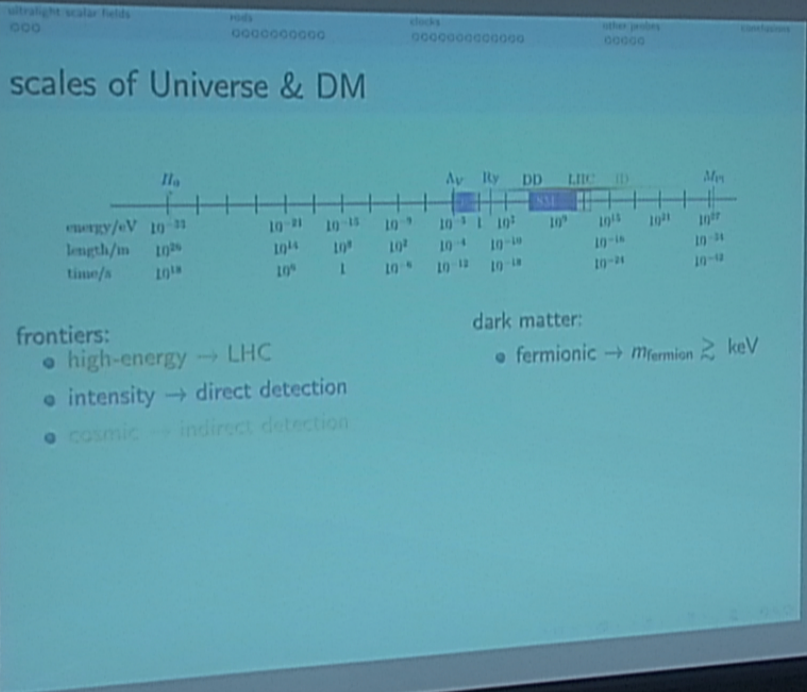 ultralight scalar fields rods clocks other probes conclusions
scales of Universe & DM
H₀ Λᵥ Ry DD LHC ID M_Pl
SM
energy/eV 10⁻³³ 10⁻²¹ 10⁻¹⁵ 10⁻⁹ 10⁻³ 1 10³ 10⁹ 10¹⁵ 10²¹ 10²⁷
length/m 10²⁶ 10¹⁴ 10⁸ 10² 10⁻⁴ 10⁻¹⁰ 10⁻¹⁶ 10⁻³⁴
time/s 10¹⁸ 10⁶ 1 10⁻⁶ 10⁻¹² 10⁻¹⁸ 10⁻²⁴ 10⁻⁴²
frontiers:
high-energy → LHC
intensity → direct detection
cosmic → indirect detection
dark matter:
fermionic → m_fermion ≳ keV